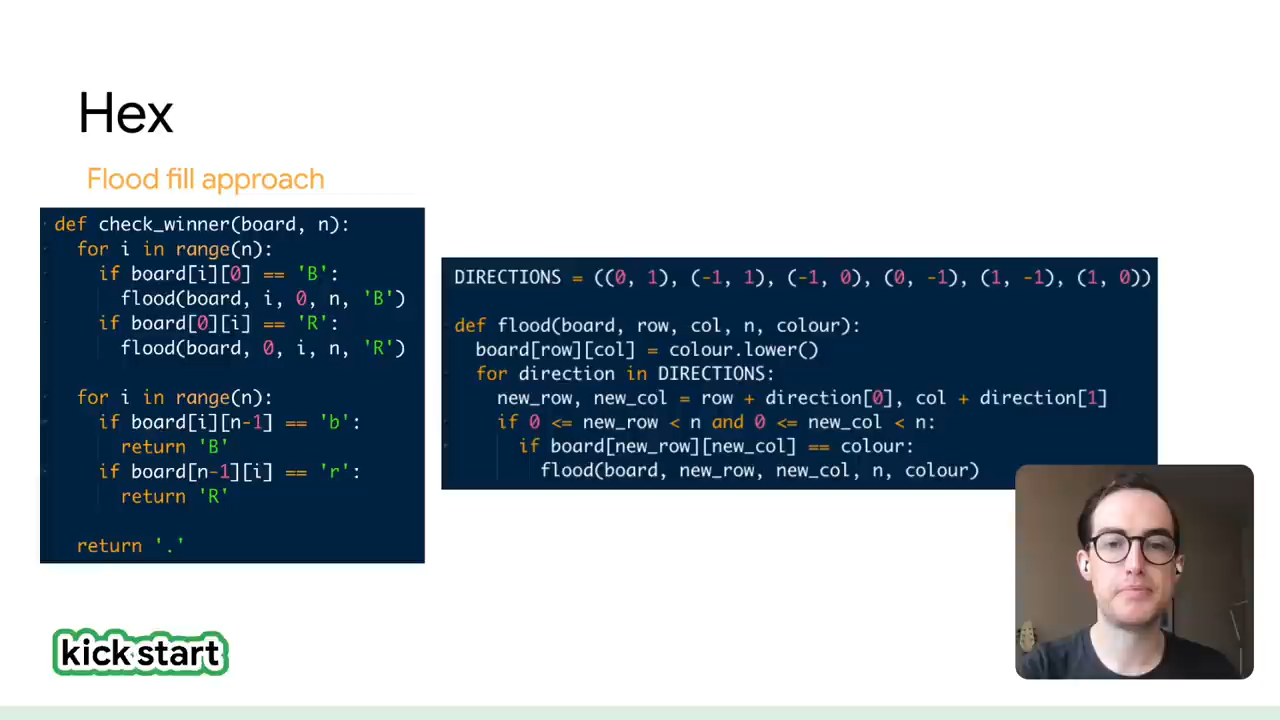 Hex
Flood fill approach
def check_winner(board, n):
  for i in range(n):
    if board[i][0] == 'B':
      flood(board, i, 0, n, 'B')
    if board[0][i] == 'R':
      flood(board, 0, i, n, 'R')
  for i in range(n):
    if board[i][n-1] == 'b':
      return 'B'
    if board[n-1][i] == 'r':
      return 'R'
  return '.'
DIRECTIONS = ((0, 1), (-1, 1), (-1, 0), (0, -1), (1, -1), (1, 0))
def flood(board, row, col, n, colour):
  board[row][col] = colour.lower()
  for direction in DIRECTIONS:
    new_row, new_col = row + direction[0], col + direction[1]
    if 0 <= new_row < n and 0 <= new_col < n:
      if board[new_row][new_col] == colour:
        flood(board, new_row, new_col, n, colour)
kick start